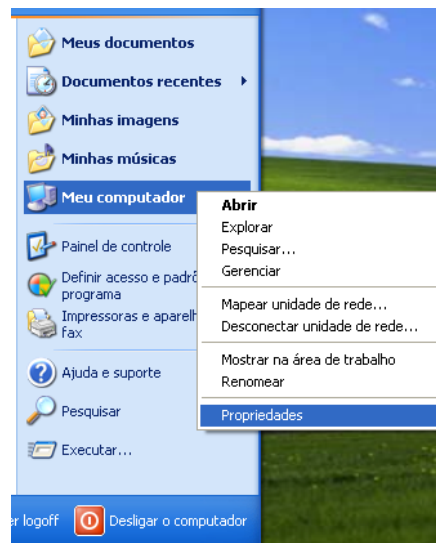 Meus documentos
Documentos recentes
Minhas imagens
Minhas músicas
Meu computador
Painel de controle
Definir acesso e padrõ
programa
Impressoras e aparelh
fax
Ajuda e suporte
Pesquisar
Executar...
er logoff
Desligar o computador
Abrir
Explorar
Pesquisar...
Gerenciar
Mapear unidade de rede...
Desconectar unidade de rede...
Mostrar na área de trabalho
Renomear
Propriedades